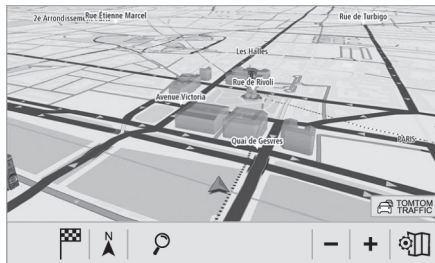 2e Arrondissem
Rue Étienne Marcel
Rue de Turbigo
Les Halles
Rue de Rivoli
Avenue Victoria
PARIS
Quai de Gesvres
TOMTOM
TRAFFIC
N